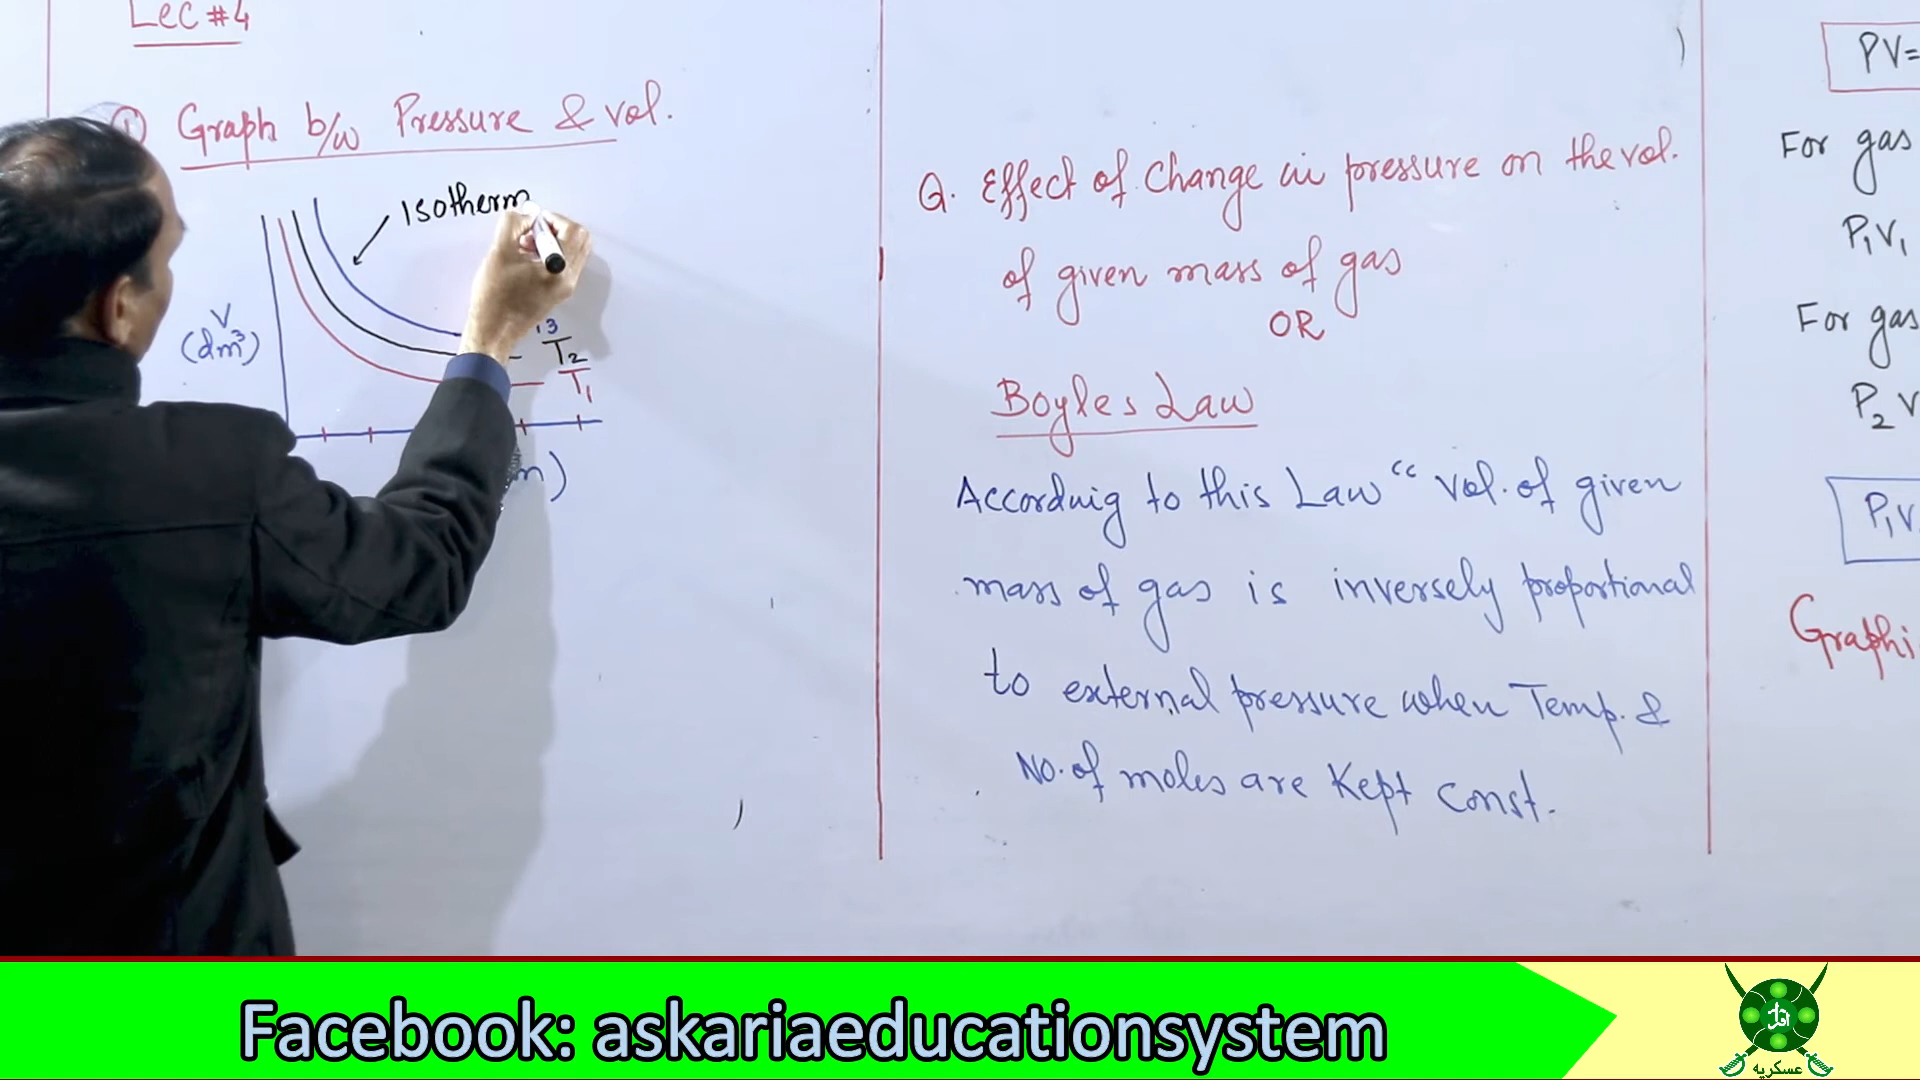 Lec #4
① Graph b/w Pressure & vol.
Isotherm
V
(dm³)
T2
T1
Q. Effect of Change in pressure on the vol.
of given mass of gas
OR
Boyles Law
According to this Law “ Vol. of given
mass of gas is inversely proportional
to external pressure when Temp. &
No. of moles are Kept Const.
PV=
For gas
P₁V₁
For gas
P₂ V
P₁V
Graphi
Facebook: askariaeducationsystem
اقرأ
عسکریہ